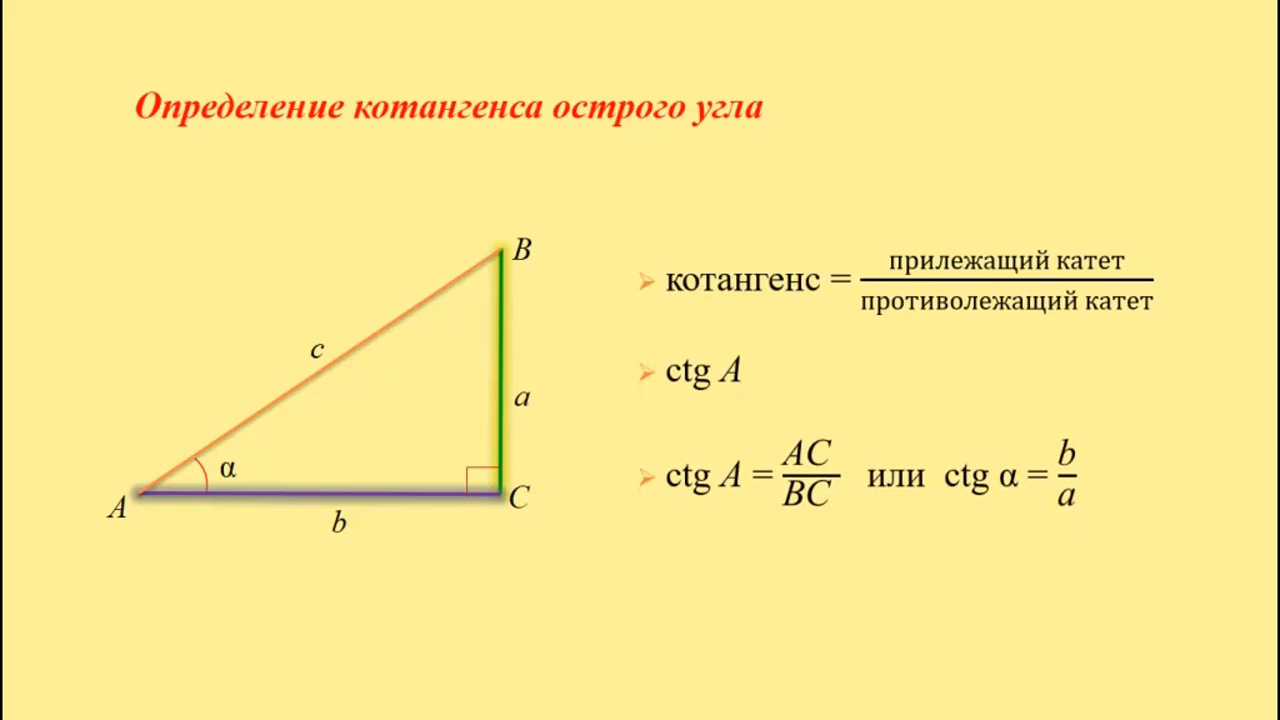 Определение котангенса острого угла
B
c
a
α
A
C
b
➢ котангенс = прилежащий катет / противолежащий катет
➢ ctg A
➢ ctg A = AC / BC или ctg α = b / a